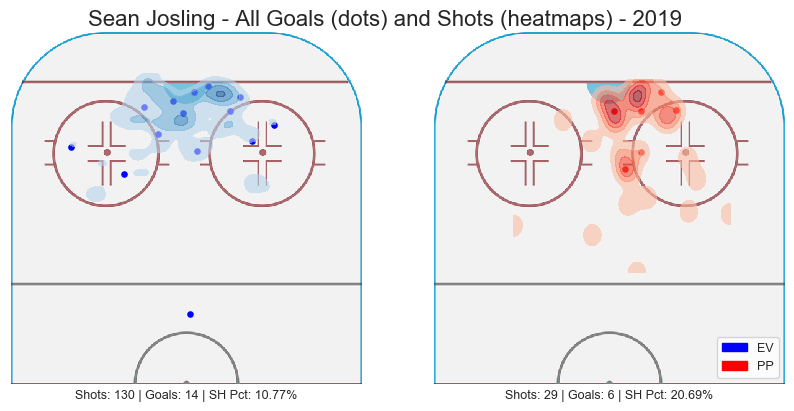 Sean Josling - All Goals (dots) and Shots (heatmaps) - 2019
EV
PP
Shots: 130 | Goals: 14 | SH Pct: 10.77%
Shots: 29 | Goals: 6 | SH Pct: 20.69%